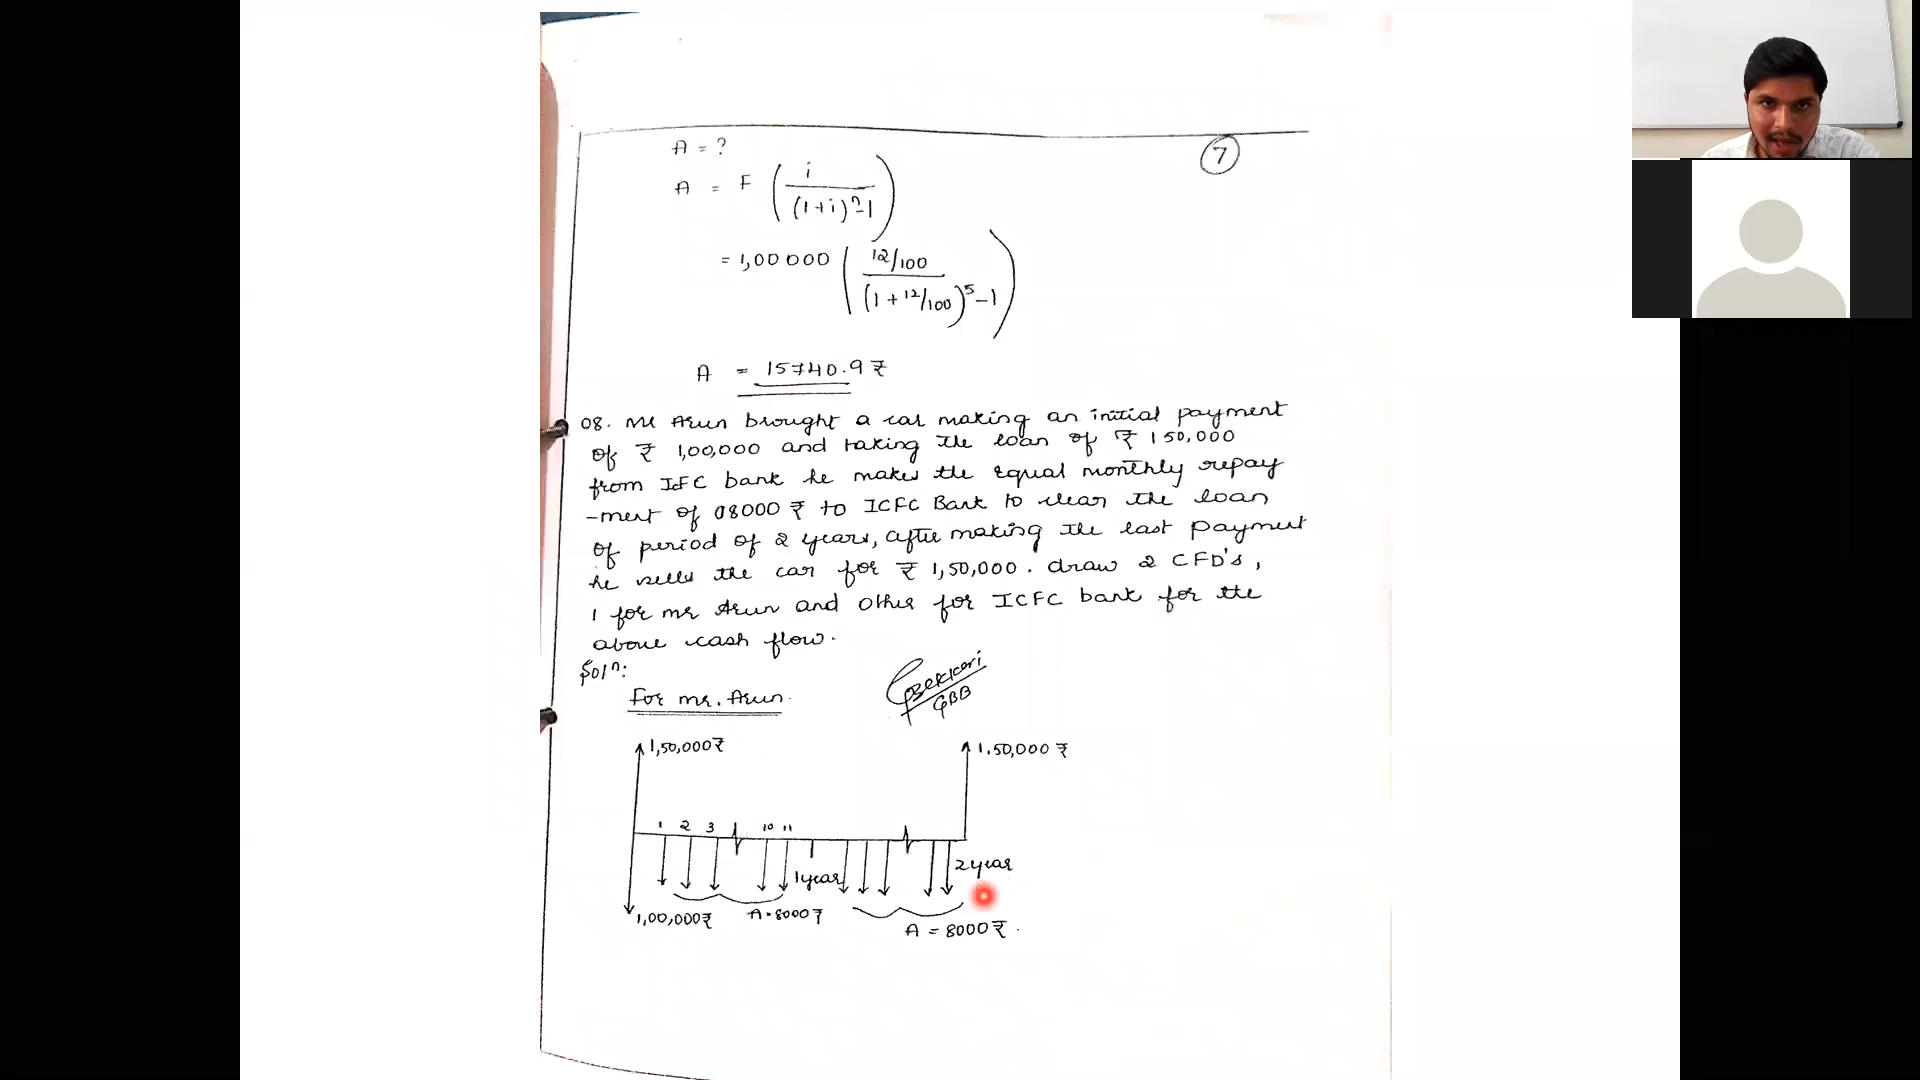 7
A = ?
A = F ( i / (1+i)^n-1 )
= 1,00000 ( 12/100 / (1+12/100)^5-1 )
A = 15740.9 ₹
08. Mr Arun brought a car making an initial payment
of ₹ 1,00,000 and taking the loan of ₹ 150,000
from IFC bank he makes the equal monthly repay
-ment of 08000 ₹ to ICFC Bank to clear the loan
of period of 2 years, after making the last payment
he sells the car for ₹ 1,50,000. draw 2 CFD's,
1 for mr Arun and other for ICFC bank for the
above cash flow.
Soln:
For mr. Arun.
GBB
1,50,000₹ 1.50,000 ₹
1 2 3 10 11
1year 2year
1,00,000₹ A=8000₹
A = 8000₹.